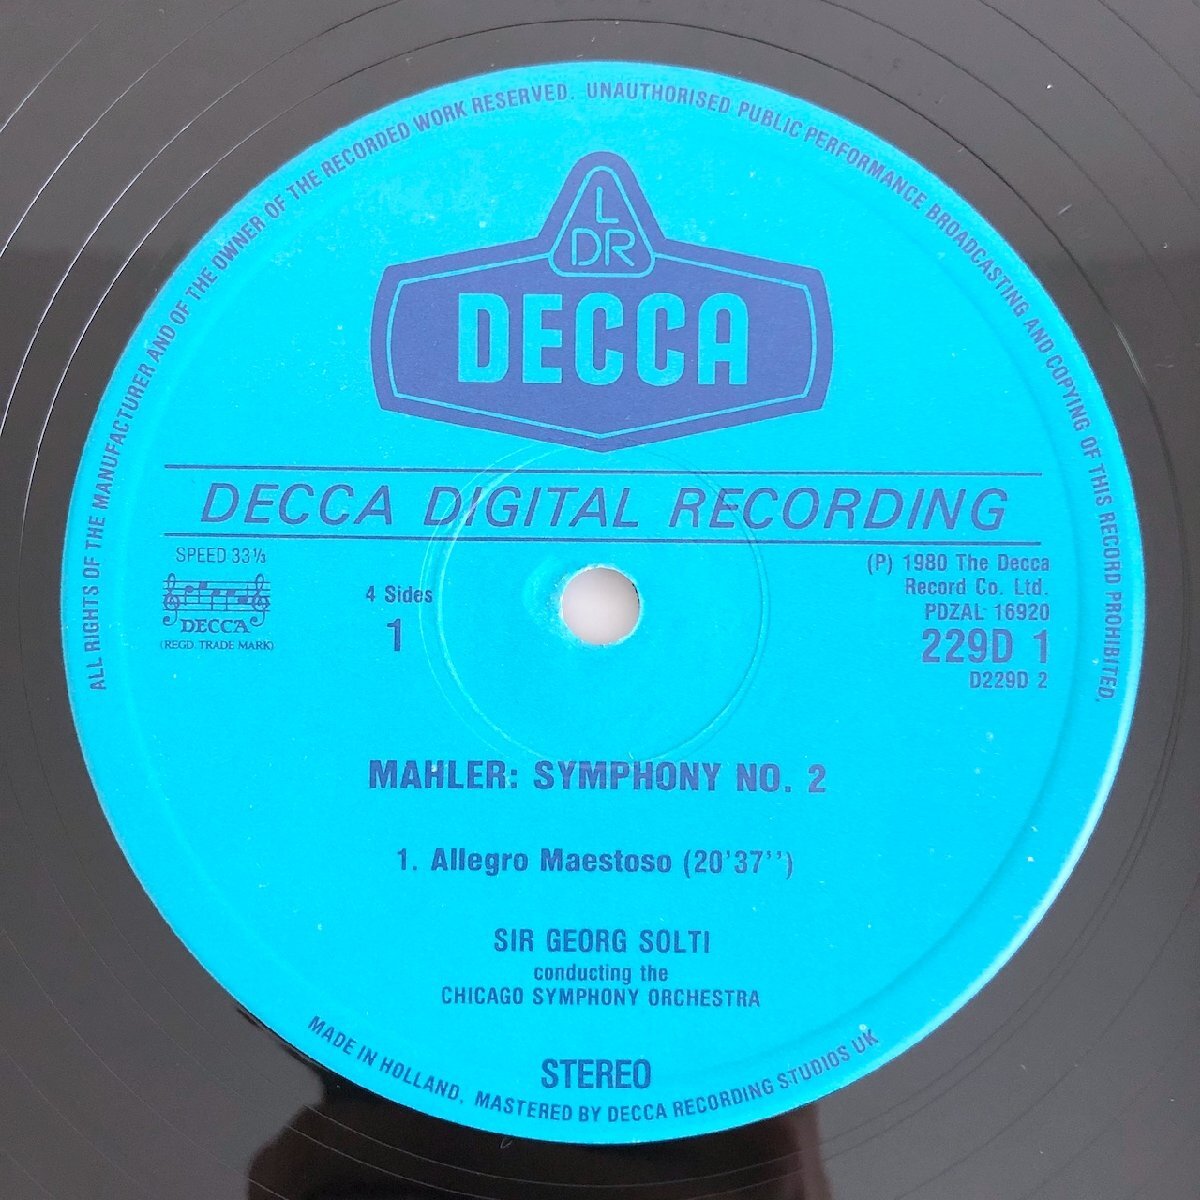 ALL RIGHTS OF THE MANUFACTURER AND OF THE OWNER OF THE RECORDED WORK RESERVED. UNAUTHORISED PUBLIC PERFORMANCE BROADCASTING AND COPYING OF THIS RECORD PROHIBITED.
L
DR
DECCA
DECCA DIGITAL RECORDING
SPEED 33⅓
DECCA
(REGD. TRADE MARK)
4 Sides
1
(P) 1980 The Decca
Record Co. Ltd.
PDZAL 16920
229D 1
D229D 2
MAHLER: SYMPHONY NO. 2
1. Allegro Maestoso (20'37'')
SIR GEORG SOLTI
conducting the
CHICAGO SYMPHONY ORCHESTRA
STEREO
MADE IN HOLLAND. MASTERED BY DECCA RECORDING STUDIOS UK